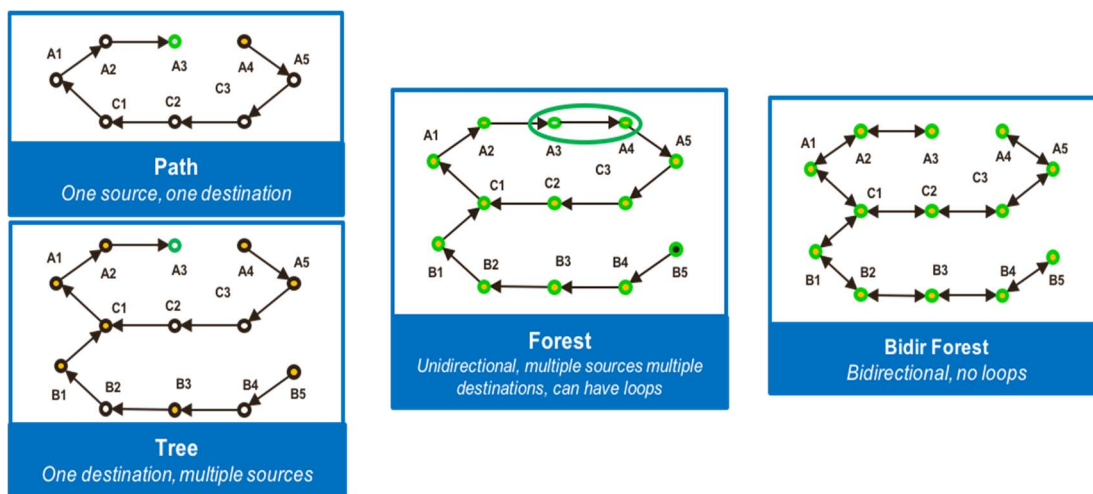 A1
A2
A3
A4
A5
C1
C2
C3
Path
One source, one destination
A1
A2
A3
A4
A5
C1
C2
C3
B1
B2
B3
B4
B5
Tree
One destination, multiple sources
A1
A2
A3
A4
A5
C1
C2
C3
B1
B2
B3
B4
B5
Forest
Unidirectional, multiple sources multiple
destinations, can have loops
A1
A2
A3
A4
A5
C1
C2
C3
B1
B2
B3
B4
B5
Bidir Forest
Bidirectional, no loops